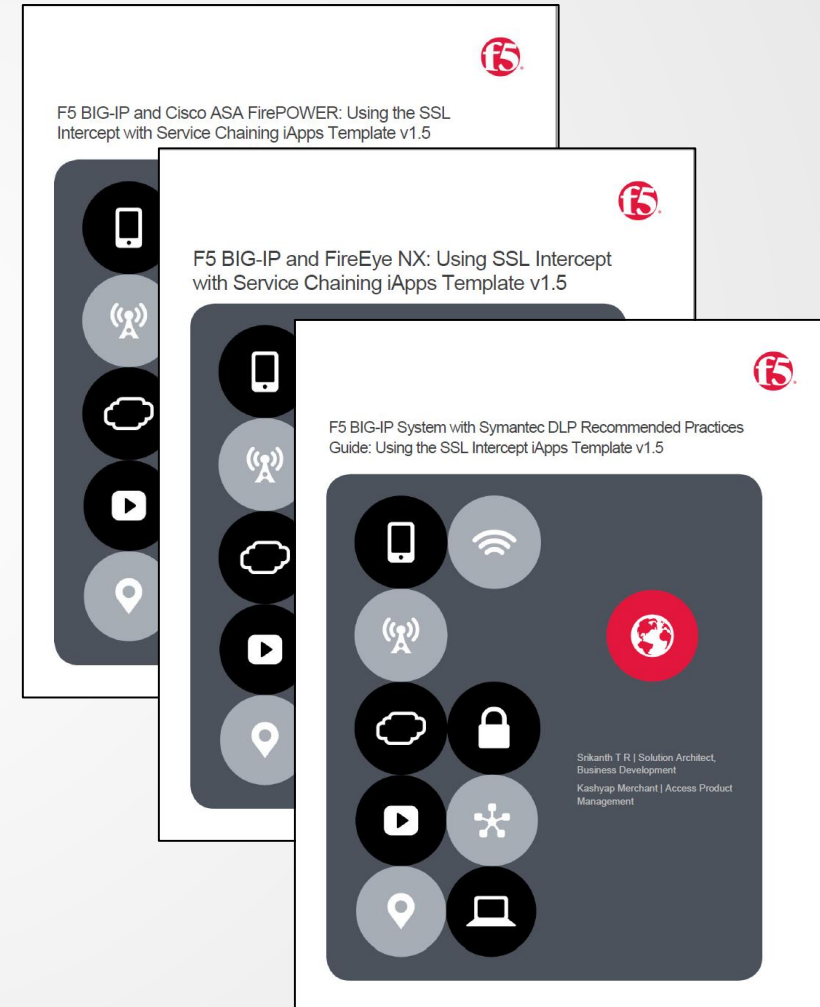 f5
F5 BIG-IP and Cisco ASA FirePOWER: Using the SSL
Intercept with Service Chaining iApps Template v1.5
f5
F5 BIG-IP and FireEye NX: Using SSL Intercept
with Service Chaining iApps Template v1.5
f5
F5 BIG-IP System with Symantec DLP Recommended Practices
Guide: Using the SSL Intercept iApps Template v1.5
Srikanth T R | Solution Architect,
Business Development
Kashyap Merchant | Access Product
Management